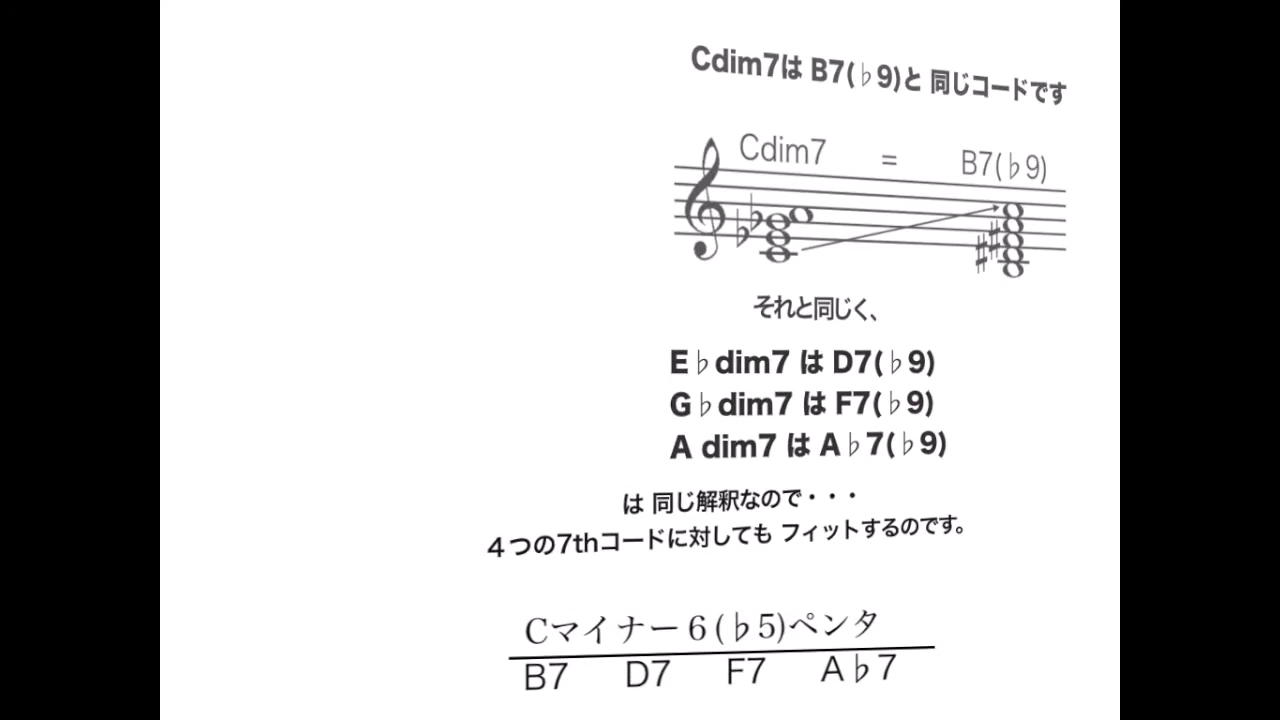 Cdim7は B7(♭9)と 同じコードです
Cdim7 = B7(♭9)
それと同じく、
E♭dim7 は D7(♭9)
G♭dim7 は F7(♭9)
A dim7 は A♭7(♭9)
は 同じ解釈なので・・・
４つの7thコードに対しても フィットするのです。
Cマイナー６(♭5)ペンタ
B7 D7 F7 A♭7